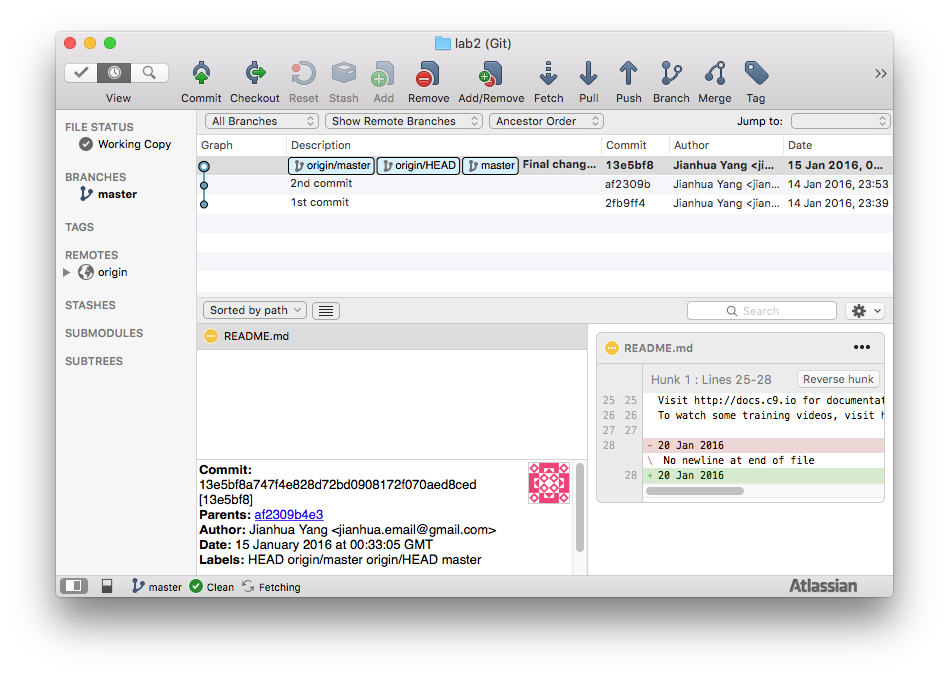 lab2 (Git)
View Commit Checkout Reset Stash Add Remove Add/Remove Fetch Pull Push Branch Merge Tag
FILE STATUS
Working Copy
BRANCHES
master
TAGS
REMOTES
origin
STASHES
SUBMODULES
SUBTREES
All Branches Show Remote Branches Ancestor Order Jump to:
Graph Description Commit Author Date
origin/master origin/HEAD master Final chang... 13e5bf8 Jianhua Yang <ji... 15 Jan 2016, 0...
2nd commit af2309b Jianhua Yang <jian... 14 Jan 2016, 23:53
1st commit 2fb9ff4 Jianhua Yang <jian... 14 Jan 2016, 23:39
Sorted by path Search
README.md
Commit:
13e5bf8a747f4e828d72bd0908172f070aed8ced
[13e5bf8]
Parents: af2309b4e3
Author: Jianhua Yang <jianhua.email@gmail.com>
Date: 15 January 2016 at 00:33:05 GMT
Labels: HEAD origin/master origin/HEAD master
README.md
Hunk 1 : Lines 25-28 Reverse hunk
25 25 Visit http://docs.c9.io for documentat
26 26 To watch some training videos, visit h
27 27
28 - 20 Jan 2016
\ No newline at end of file
28 + 20 Jan 2016
master Clean Fetching Atlassian